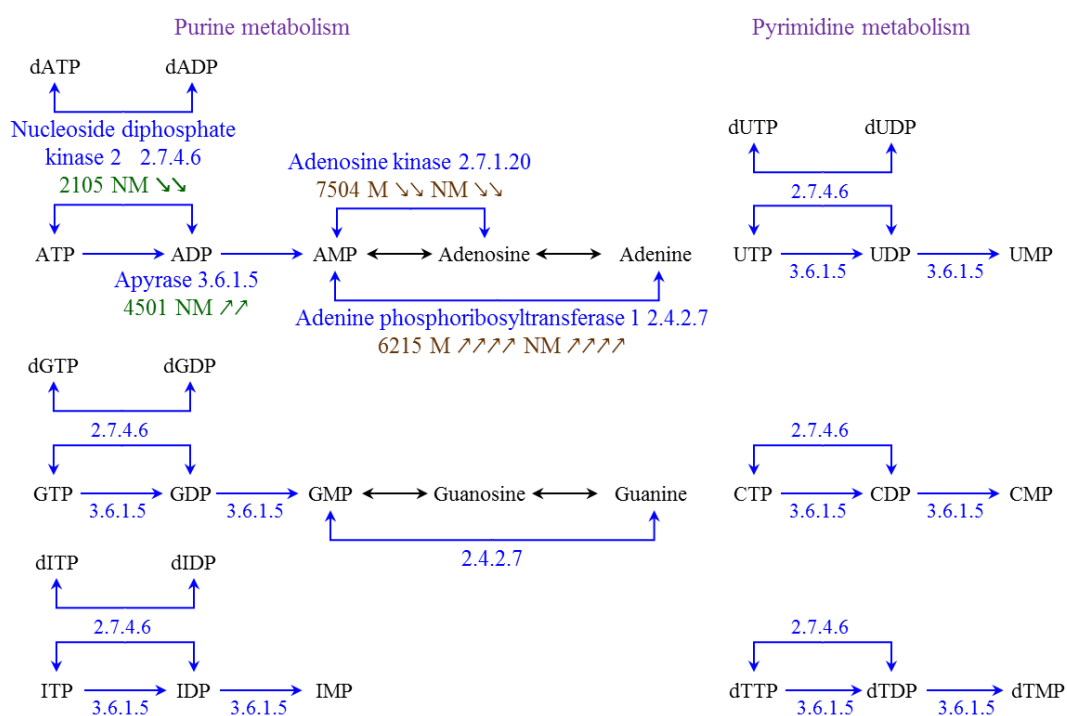 Purine metabolism
Pyrimidine metabolism
dATP dADP
Nucleoside diphosphate
kinase 2 2.7.4.6
2105 NM ↘↘
Adenosine kinase 2.7.1.20
7504 M ↘↘ NM ↘↘
ATP ADP AMP Adenosine Adenine
Apyrase 3.6.1.5
4501 NM ↗↗
Adenine phosphoribosyltransferase 1 2.4.2.7
6215 M ↗↗↗↗ NM ↗↗↗↗
dUTP dUDP
2.7.4.6
UTP UDP UMP
3.6.1.5 3.6.1.5
dGTP dGDP
2.7.4.6
GTP GDP GMP Guanosine Guanine
3.6.1.5 3.6.1.5
2.4.2.7
2.7.4.6
CTP CDP CMP
3.6.1.5 3.6.1.5
dITP dIDP
2.7.4.6
ITP IDP IMP
3.6.1.5 3.6.1.5
2.7.4.6
dTTP dTDP dTMP
3.6.1.5 3.6.1.5